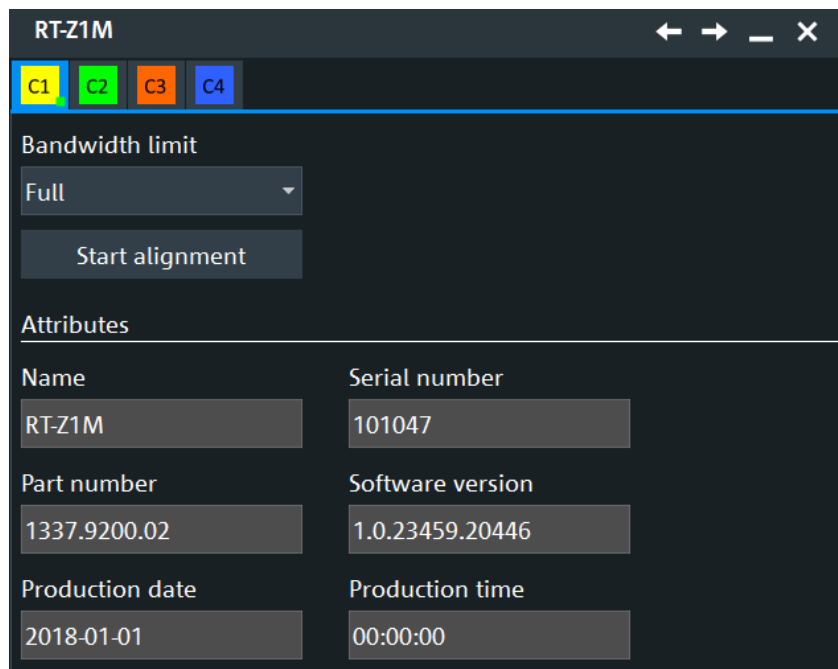 RT-Z1M
C1 C2 C3 C4
Bandwidth limit
Full
Start alignment
Attributes
Name Serial number
RT-Z1M 101047
Part number Software version
1337.9200.02 1.0.23459.20446
Production date Production time
2018-01-01 00:00:00